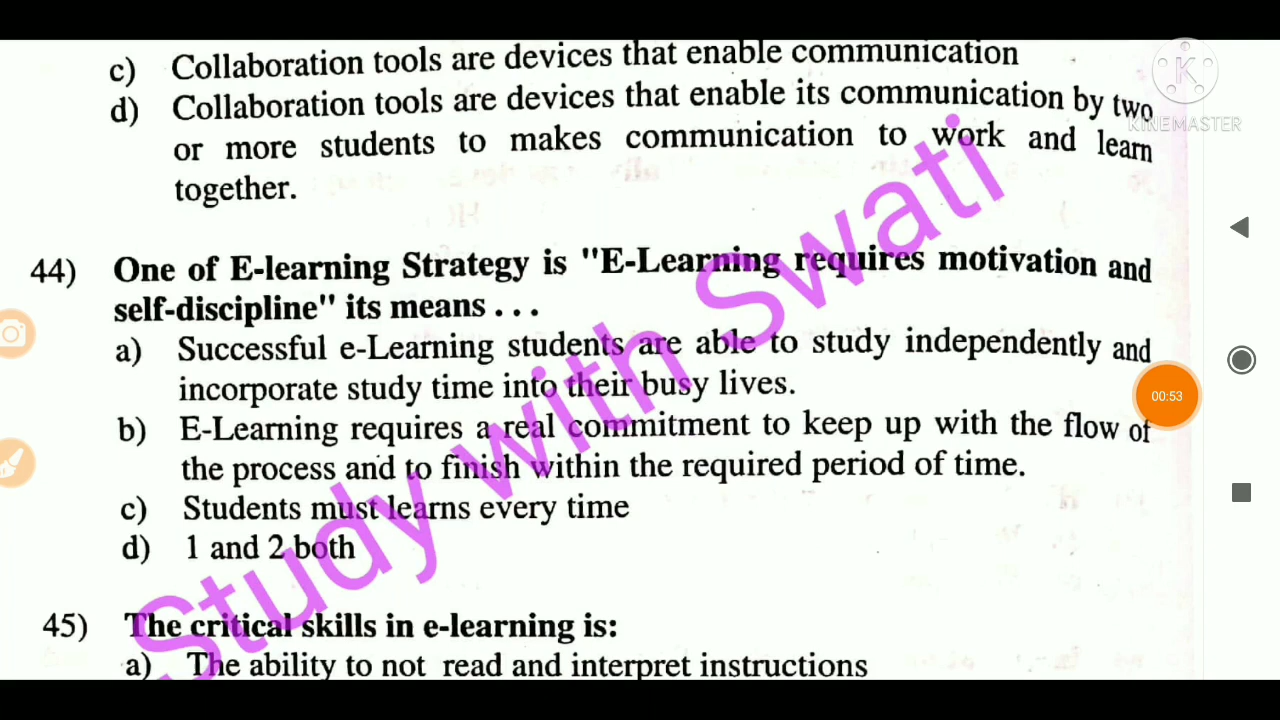 c) Collaboration tools are devices that enable communication
KINEMASTER
d) Collaboration tools are devices that enable its communication by two
or more students to makes communication to work and learn
together.
44) One of E-learning Strategy is "E-Learning requires motivation and
self-discipline" its means . . .
a) Successful e-Learning students are able to study independently and
incorporate study time into their busy lives.
00:53
b) E-Learning requires a real commitment to keep up with the flow of
the process and to finish within the required period of time.
c) Students must learns every time
d) 1 and 2 both
45) The critical skills in e-learning is:
a) The ability to not read and interpret instructions
Study with Swati